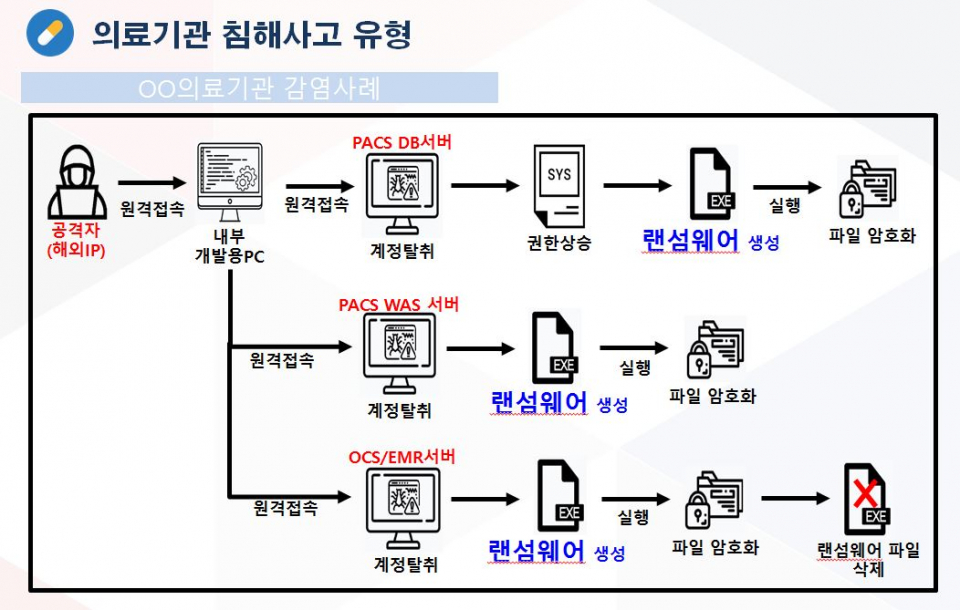 의료기관 침해사고 유형
OO의료기관 감염사례
공격자
(해외IP)
원격접속
내부
개발용PC
원격접속
PACS DB서버
계정탈취
SYS
권한상승
EXE
랜섬웨어 생성
실행
파일 암호화
원격접속
PACS WAS 서버
계정탈취
EXE
랜섬웨어 생성
실행
파일 암호화
원격접속
OCS/EMR서버
계정탈취
EXE
랜섬웨어 생성
실행
파일 암호화
EXE
랜섬웨어 파일
삭제